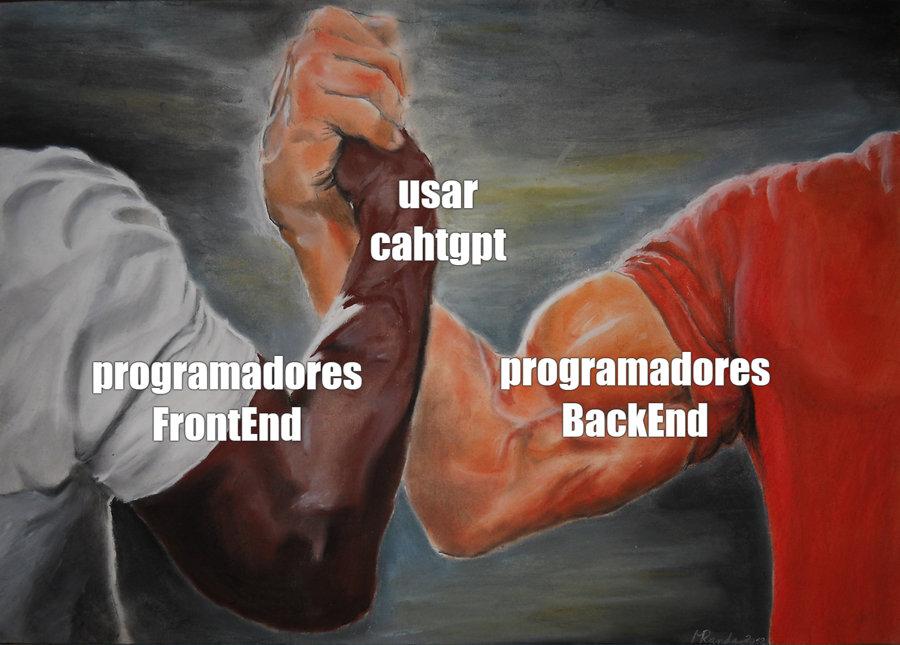 usar
cahtgpt
programadores
FrontEnd
programadores
BackEnd